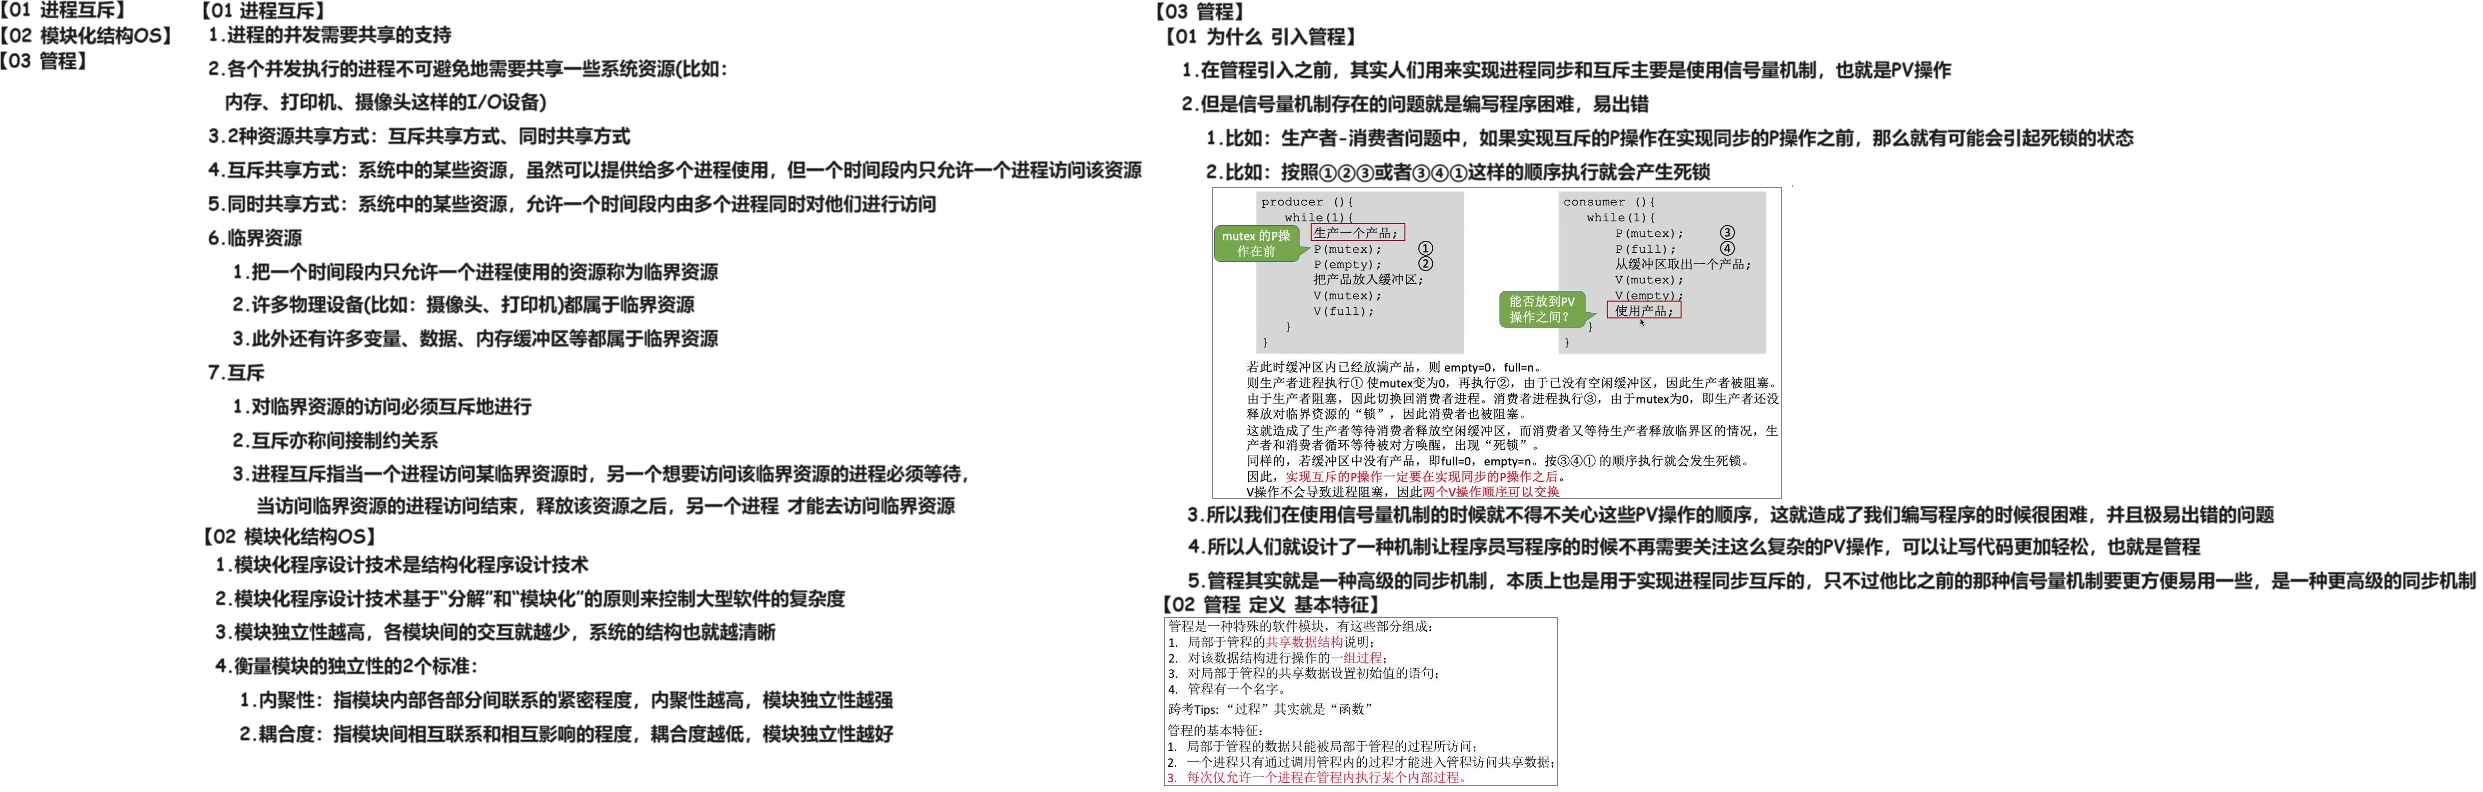 【01 进程互斥】
【02 模块化结构OS】
【03 管程】
【01 进程互斥】
1.进程的并发需要共享的支持
2.各个并发执行的进程不可避免地需要共享一些系统资源(比如：
内存、打印机、摄像头这样的I/O设备)
3.2种资源共享方式：互斥共享方式、同时共享方式
4.互斥共享方式：系统中的某些资源，虽然可以提供给多个进程使用，但一个时间段内只允许一个进程访问该资源
5.同时共享方式：系统中的某些资源，允许一个时间段内由多个进程同时对他们进行访问
6.临界资源
1.把一个时间段内只允许一个进程使用的资源称为临界资源
2.许多物理设备(比如：摄像头、打印机)都属于临界资源
3.此外还有许多变量、数据、内存缓冲区等都属于临界资源
7.互斥
1.对临界资源的访问必须互斥地进行
2.互斥亦称间接制约关系
3.进程互斥指当一个进程访问某临界资源时，另一个想要访问该临界资源的进程必须等待，
当访问临界资源的进程访问结束，释放该资源之后，另一个进程 才能去访问临界资源
【02 模块化结构OS】
1.模块化程序设计技术是结构化程序设计技术
2.模块化程序设计技术基于“分解”和“模块化”的原则来控制大型软件的复杂度
3.模块独立性越高，各模块间的交互就越少，系统的结构也就越清晰
4.衡量模块的独立性的2个标准：
1.内聚性：指模块内部各部分间联系的紧密程度，内聚性越高，模块独立性越强
2.耦合度：指模块间相互联系和相互影响的程度，耦合度越低，模块独立性越好
【03 管程】
【01 为什么 引入管程】
1.在管程引入之前，其实人们用来实现进程同步和互斥主要是使用信号量机制，也就是PV操作
2.但是信号量机制存在的问题就是编写程序困难，易出错
1.比如：生产者-消费者问题中，如果实现互斥的P操作在实现同步的P操作之前，那么就有可能会引起死锁的状态
2.比如：按照①②③或者③④①这样的顺序执行就会产生死锁
producer (){
while(1){
生产一个产品;
P(mutex); ①
P(empty); ②
把产品放入缓冲区;
V(mutex);
V(full);
}
}
mutex 的P操
作在前
consumer (){
while(1){
P(mutex); ③
P(full); ④
从缓冲区取出一个产品;
V(mutex);
V(empty);
使用产品;
}
}
能否放到PV
操作之间？
若此时缓冲区内已经放满产品，则 empty=0，full=n。
则生产者进程执行① 使mutex变为0，再执行②，由于已没有空闲缓冲区，因此生产者被阻塞。
由于生产者阻塞，因此切换回消费者进程。消费者进程执行③，由于mutex为0，即生产者还没
释放对临界资源的“锁”，因此消费者也被阻塞。
这就造成了生产者等待消费者释放空闲缓冲区，而消费者又等待生产者释放临界区的情况，生
产者和消费者循环等待被对方唤醒，出现“死锁”。
同样的，若缓冲区中没有产品，即full=0，empty=n。按③④① 的顺序执行就会发生死锁。
因此，实现互斥的P操作一定要在实现同步的P操作之后。
V操作不会导致进程阻塞，因此两个V操作顺序可以交换
3.所以我们在使用信号量机制的时候就不得不关心这些PV操作的顺序，这就造成了我们编写程序的时候很困难，并且极易出错的问题
4.所以人们就设计了一种机制让程序员写程序的时候不再需要关注这么复杂的PV操作，可以让写代码更加轻松，也就是管程
5.管程其实就是一种高级的同步机制，本质上也是用于实现进程同步互斥的，只不过他比之前的那种信号量机制要更方便易用一些，是一种更高级的同步机制
【02 管程 定义 基本特征】
管程是一种特殊的软件模块，有这些部分组成：
1. 局部于管程的共享数据结构说明；
2. 对该数据结构进行操作的一组过程；
3. 对局部于管程的共享数据设置初始值的语句；
4. 管程有一个名字。
跨考Tips: “过程”其实就是“函数”
管程的基本特征：
1. 局部于管程的数据只能被局部于管程的过程所访问；
2. 一个进程只有通过调用管程内的过程才能进入管程访问共享数据；
3. 每次仅允许一个进程在管程内执行某个内部过程。